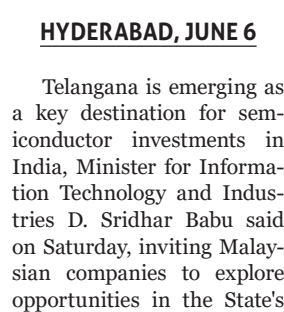 HYDERABAD, JUNE 6
Telangana is emerging as
a key destination for sem-
iconductor investments in
India, Minister for Informa-
tion Technology and Indus-
tries D. Sridhar Babu said
on Saturday, inviting Malay-
sian companies to explore
opportunities in the State's